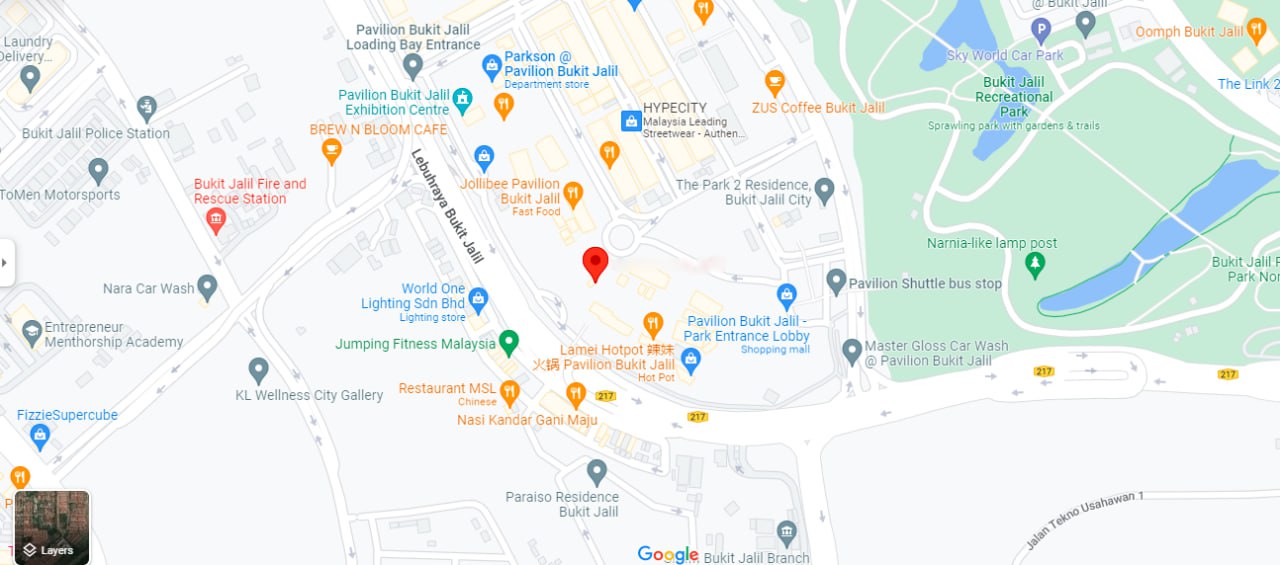 @ Bukit Jalil
Oomph Bukit Jalil
Pavilion Bukit Jalil
Loading Bay Entrance
Laundry
Delivery...
Parkson @
Pavilion Bukit Jalil
Department store
P
Sky World Car Park
The Link 2
Bukit Jalil
Recreational
Park
Sprawling park with gardens & trails
Pavilion Bukit Jalil
Exhibition Centre
HYPECITY
Malaysia Leading
Streetwear - Authen...
ZUS Coffee Bukit Jalil
Bukit Jalil Police Station
BREW N BLOOM CAFE
Lebuhraya Bukit Jalil
ToMen Motorsports
Bukit Jalil Fire and
Rescue Station
Jollibee Pavilion
Bukit Jalil
Fast Food
The Park 2 Residence,
Bukit Jalil City
Narnia-like lamp post
Bukit Jalil
Park Nor
Nara Car Wash
World One
Lighting Sdn Bhd
Lighting store
Pavilion Shuttle bus stop
Entrepreneur
Menthorship Academy
Jumping Fitness Malaysia
Pavilion Bukit Jalil -
Park Entrance Lobby
Shopping mall
Lamei Hotpot 辣妹
火锅 Pavilion Bukit Jalil
Hot Pot
Master Gloss Car Wash
@ Pavilion Bukit Jalil
KL Wellness City Gallery
Restaurant MSL
Chinese
217
217
217
217
FizzieSupercube
Nasi Kandar Gani Maju
Paraiso Residence
Bukit Jalil
Jalan Tekno Usahawan 1
Layers
Google
Bukit Jalil Branch